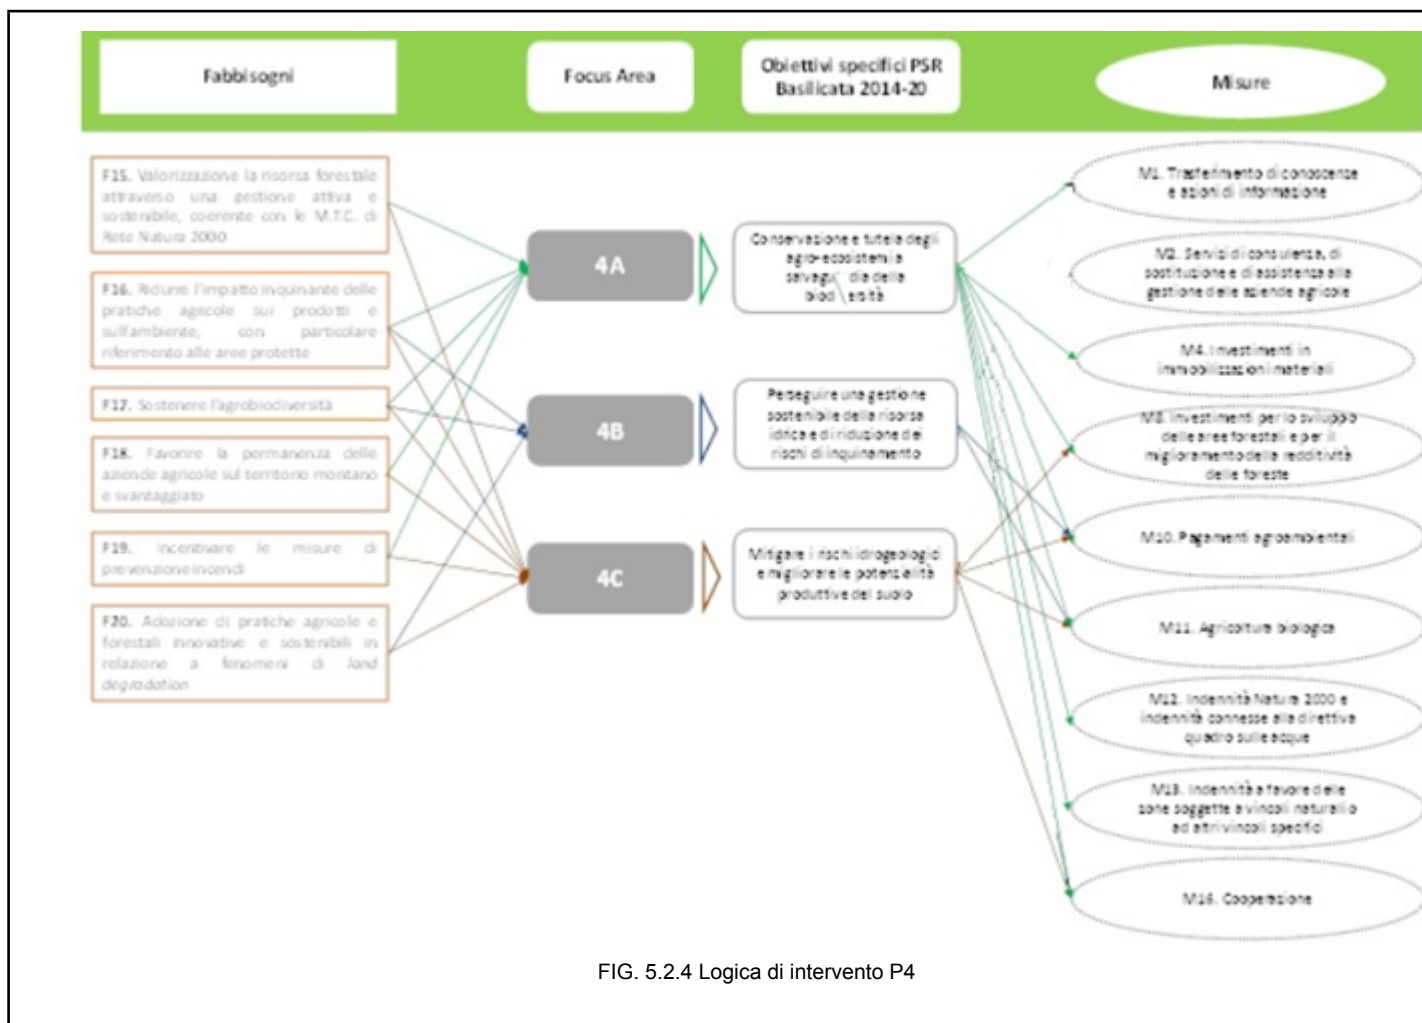 Fabbisogni
Focus Area
Obiettivi specifici PSR
Basilicata 2014-20
Misure
F15. Valorizzazione la risorsa forestale
attraverso una gestione attiva e
sostenibile, coerente con le M.T.C. di
Rete Natura 2000
F16. Ridurre l'impatto inquinante delle
pratiche agricole sui prodotti e
sull'ambiente, con particolare
riferimento alle aree protette
F17. Sostenere l'agrobiodiversità
F18. Favorire la permanenza delle
aziende agricole sul territorio montano
e svantaggiato
F19. Incentivare le misure di
prevenzione incendi
F20. Adozione di pratiche agricole e
forestali innovative e sostenibili in
relazione a fenomeni di land
degradation
4A
4B
4C
Conservazione e tutela degli
agro-ecosistemi a
salvaguardia della
biodiversità
Perseguire una gestione
sostenibile della risorsa
idrica e di riduzione dei
rischi di inquinamento
Mitigare i rischi idrogeologici
e migliorare le potenzialità
produttive del suolo
M1. Trasferimento di conoscenze
e azioni di informazione
M2. Servizi di consulenza, di
sostituzione e di assistenza alla
gestione delle aziende agricole
M4. Investimenti in
immobilizzazioni materiali
M8. Investimenti per lo sviluppo
delle aree forestali e per il
miglioramento della redditività
delle foreste
M10. Pagamenti agroambientali
M11. Agricoltura biologica
M12. Indennità Natura 2000 e
indennità connesse alla direttiva
quadro sulle acque
M13. Indennità a favore delle
zone soggette a vincoli naturali o
ad altri vincoli specifici
M16. Cooperazione
FIG. 5.2.4 Logica di intervento P4